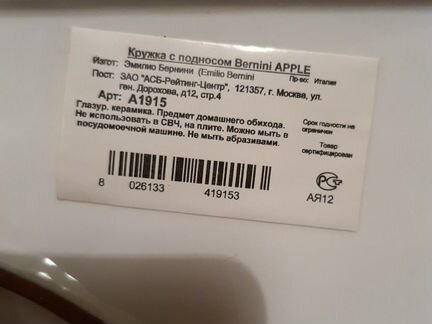 Кружка с подносом Bernini APPLE
Изгот: Эмилио Бернини (Emilio Bernini Пр-во: Италия
Пост: ЗАО "АСБ-Рейтинг-Центр", 121357, г. Москва, ул.
ген. Дорохова, д12, стр.4
Арт: А1915
Глазур. керамика. Предмет домашнего обихода.
Не использовать в СВЧ, на плите. Можно мыть в
посудомоечной машине. Не мыть абразивами.
Срок годности не
ограничен
Товар
сертифицирован
8 026133 419153
РСТ
АЯ12